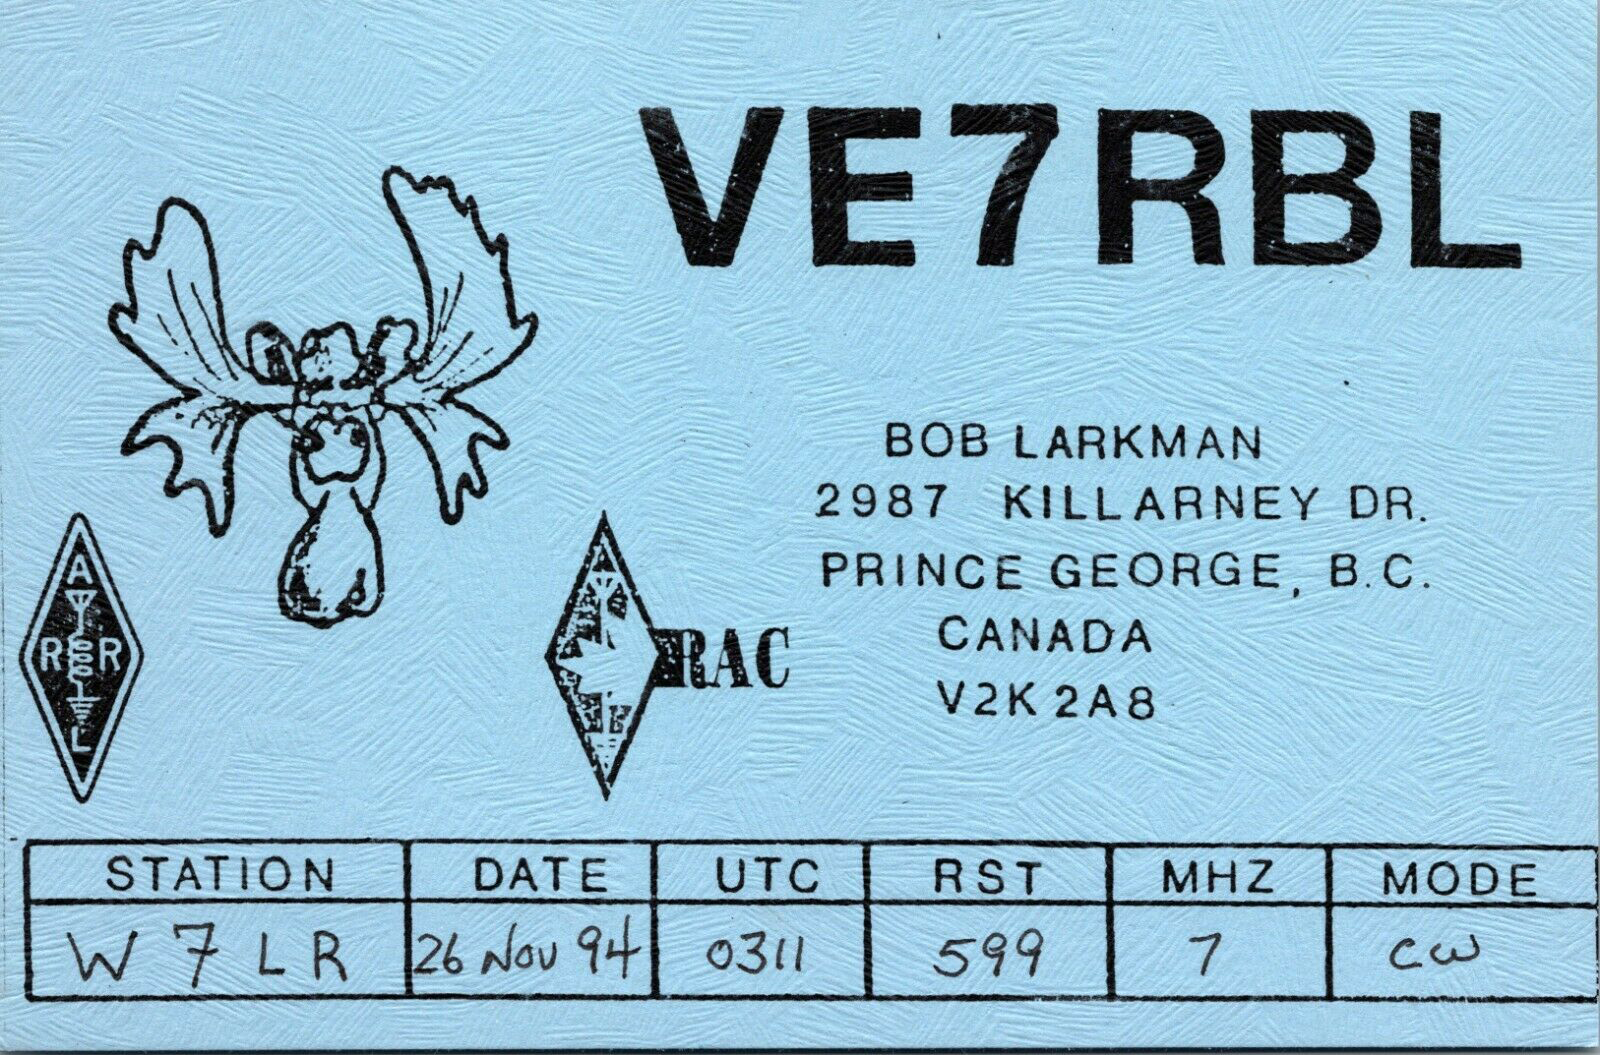 VE7RBL
BOB LARKMAN
2987 KILLARNEY DR.
PRINCE GEORGE, B.C.
CANADA
V2K 2A8
A
R R
L
RAC
STATION DATE UTC RST MHZ MODE
W7LR 26 NOV 94 0311 599 7 CW